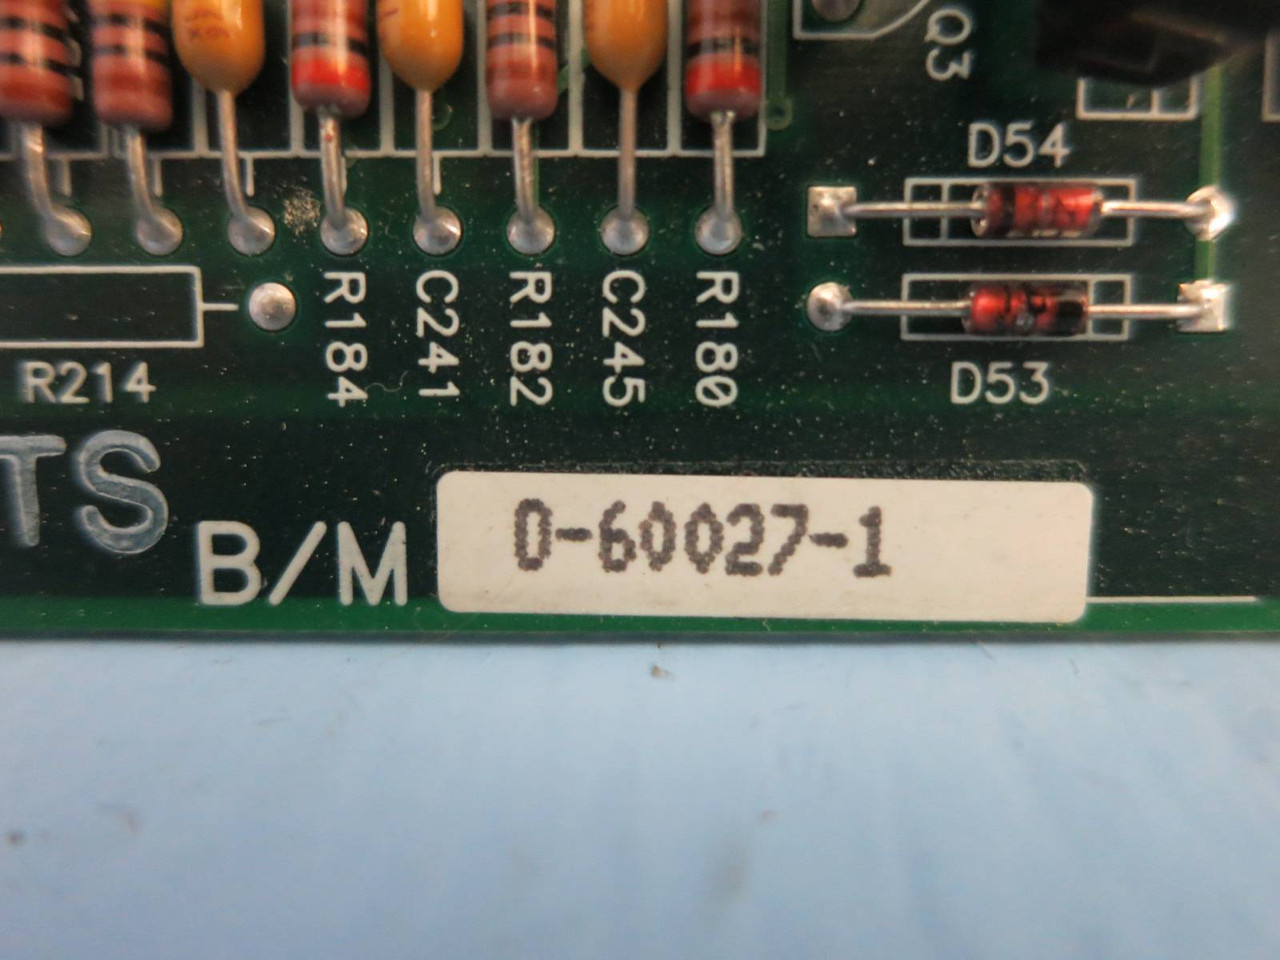 Q3
D54
R184
C241
R182
C245
R180
D53
R214
TS
B/M
0-60027-1